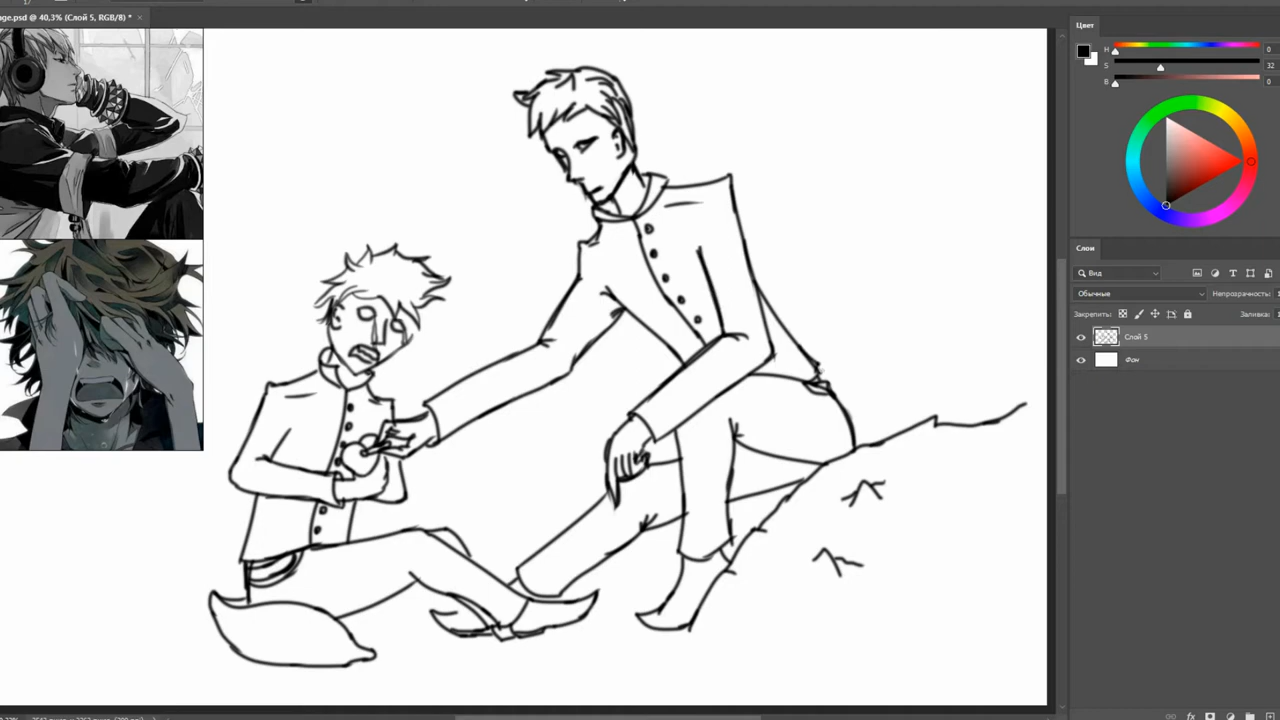 age.psd @ 40,3% (Слой 5, RGB/8) *
Цвет
H
0
S
32
B
0
Слои
Вид
Обычные
Непрозрачность:
Закрепить:
Заливка:
Слой 5
Фон